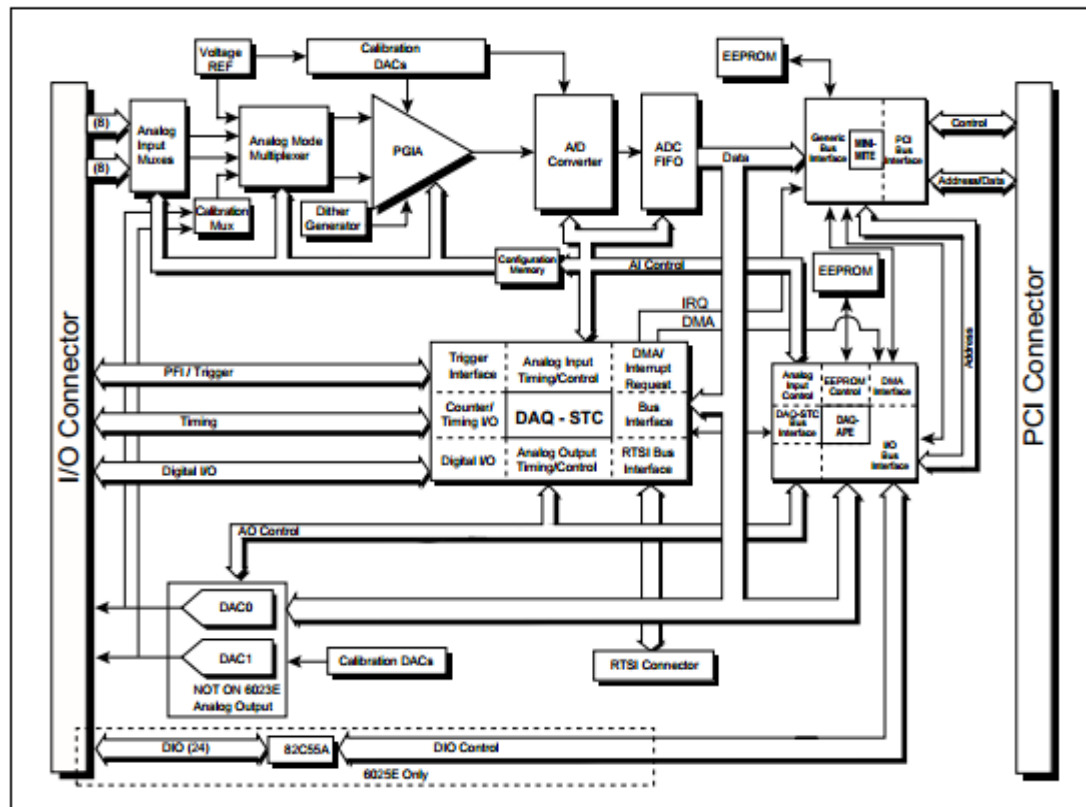 Voltage
REF
Calibration
DACs
EEPROM
(8)
(8)
Analog
Input
Muxes
Analog Mode
Multiplexer
PGIA
A/D
Converter
ADC
FIFO
Data
Generic
Bus
Interface
MINI-
MITE
PCI
Bus
Interface
Control
Address/Data
Calibration
Mux
Dither
Generator
Configuration
Memory
AI Control
EEPROM
IRQ
DMA
Address
I/O Connector
PCI Connector
PFI / Trigger
Timing
Digital I/O
Trigger
Interface
Analog Input
Timing/Control
DMA/
Interrupt
Request
Counter/
Timing I/O
DAQ - STC
Bus
Interface
Digital I/O
Analog Output
Timing/Control
RTSI Bus
Interface
Analog
Input
Control
EEPROM
Control
DMA
Interface
DAQ-STC
Bus
Interface
DAQ-
APE
I/O
Bus
Interface
AO Control
DAC0
DAC1
NOT ON 6023E
Analog Output
Calibration DACs
RTSI Connector
DIO (24)
82C55A
DIO Control
6025E Only